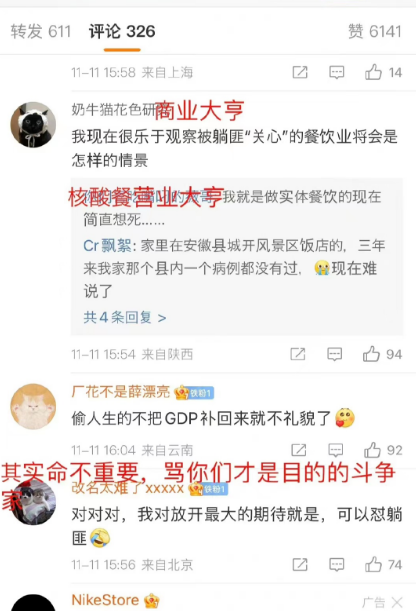 转发 611 评论 326 赞 6141
11-11 15:58 来自上海 14
奶牛猫花色研
商业大亨
我现在很乐于观察被躺匪“关心”的餐饮业将会是
怎样的情景
核酸餐营业大亨
我就是做实体餐饮的现在
简直想死......
Cr飘絮: 家里在安徽县城开风景区饭店的, 三年
来我家那个县内一个病例都没有过, 😭现在难
说了
共4条回复 >
11-11 15:54 来自陕西 94
厂花不是薛漂亮 铁粉1
偷人生的不把GDP补回来就不礼貌了🥰
11-11 16:04 来自云南 92
其实命不重要, 骂你们才是目的的斗争
家
改名太难了xxxxx 铁粉1
对对对, 我对放开最大的期待就是, 可以怼躺
匪🤣
11-11 15:56 来自北京 74
NikeStore 广告